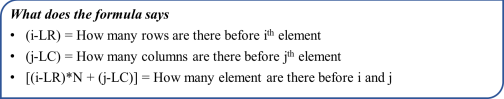 What does the formula says
• (i-LR) = How many rows are there before ith element
• (j-LC) = How many columns are there before jth element
• [(i-LR)*N + (j-LC)] = How many element are there before i and j